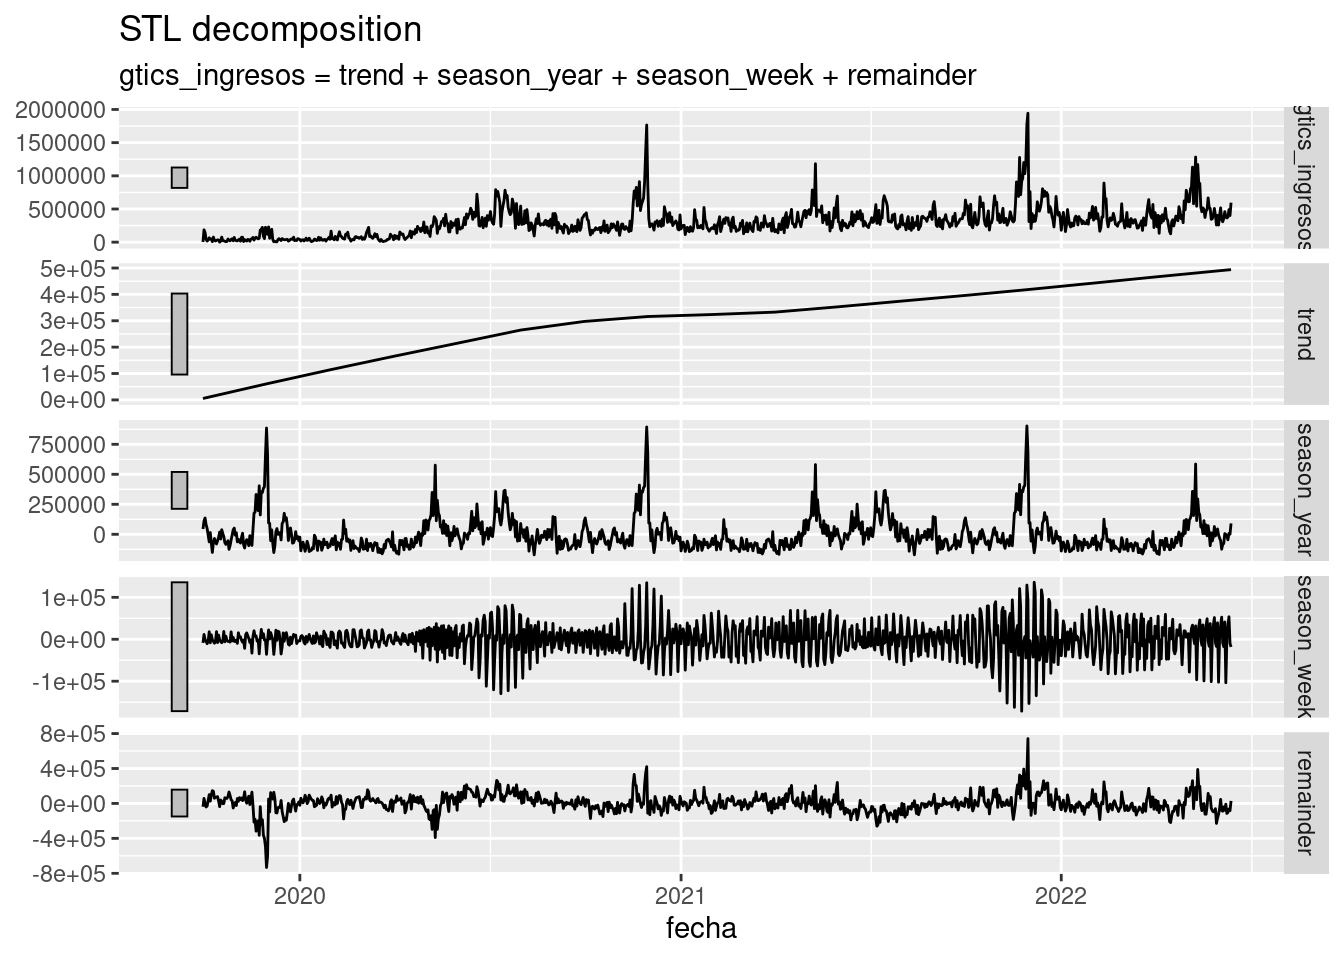 STL decomposition
gtics_ingresos = trend + season_year + season_week + remainder
2000000
1500000
1000000
500000
0
gtics_ingresos
5e+05
4e+05
3e+05
2e+05
1e+05
0e+00
trend
750000
500000
250000
0
season_year
1e+05
0e+00
-1e+05
season_week
8e+05
4e+05
0e+00
-4e+05
-8e+05
remainder
2020
2021
2022
fecha